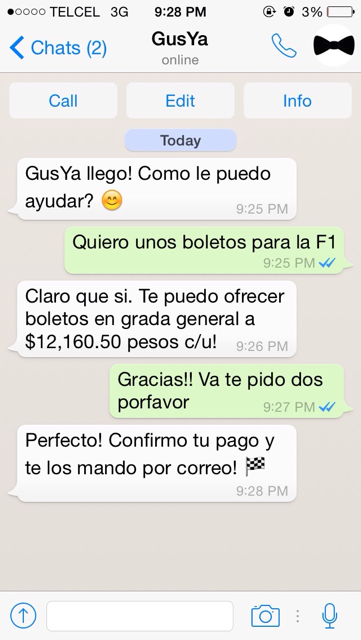 TELCEL 3G 9:28 PM 3%
Chats (2)
GusYa
online
Call Edit Info
Today
GusYa llego! Como le puedo
ayudar? 😊
9:25 PM
Quiero unos boletos para la F1
9:25 PM
Claro que si. Te puedo ofrecer
boletos en grada general a
$12,160.50 pesos c/u!
9:26 PM
Gracias!! Va te pido dos
porfavor
9:27 PM
Perfecto! Confirmo tu pago y
te los mando por correo! 🏁
9:28 PM